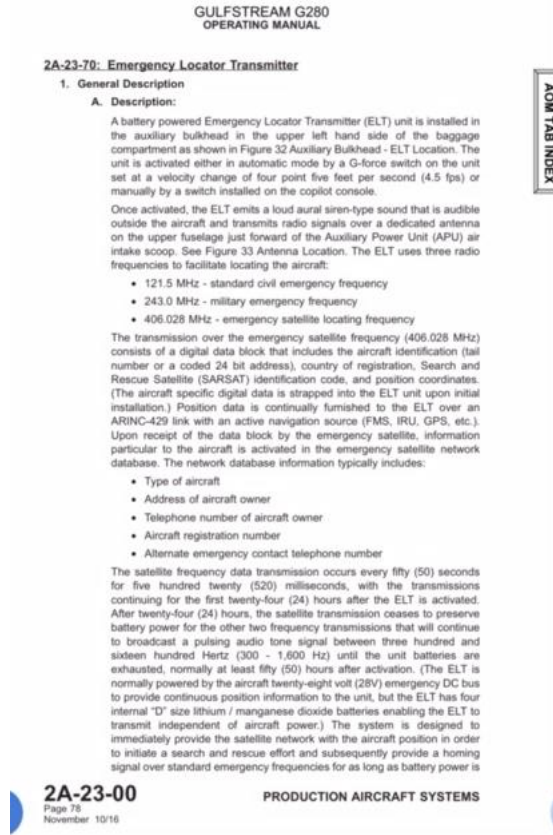 GULFSTREAM G280
OPERATING MANUAL
2A-23-70: Emergency Locator Transmitter
1. General Description
A. Description:
A battery powered Emergency Locator Transmitter (ELT) unit is installed in
the auxiliary bulkhead in the upper left hand side of the baggage
compartment as shown in Figure 32 Auxiliary Bulkhead - ELT Location. The
unit is activated either in automatic mode by a G-force switch on the unit
set at a velocity change of four point five feet per second (4.5 fps) or
manually by a switch installed on the copilot console.
Once activated, the ELT emits a loud aural siren-type sound that is audible
outside the aircraft and transmits radio signals over a dedicated antenna
on the upper fuselage just forward of the Auxiliary Power Unit (APU) air
intake scoop. See Figure 33 Antenna Location. The ELT uses three radio
frequencies to facilitate locating the aircraft:
• 121.5 MHz - standard civil emergency frequency
• 243.0 MHz - military emergency frequency
• 406.028 MHz - emergency satellite locating frequency
The transmission over the emergency satellite frequency (406.028 MHz)
consists of a digital data block that includes the aircraft identification (tail
number or a coded 24 bit address), country of registration, Search and
Rescue Satellite (SARSAT) identification code, and position coordinates.
(The aircraft specific digital data is strapped into the ELT unit upon initial
installation.) Position data is continually furnished to the ELT over an
ARINC-429 link with an active navigation source (FMS, IRU, GPS, etc.).
Upon receipt of the data block by the emergency satellite, information
particular to the aircraft is activated in the emergency satellite network
database. The network database information typically includes:
• Type of aircraft
• Address of aircraft owner
• Telephone number of aircraft owner
• Aircraft registration number
• Alternate emergency contact telephone number
The satellite frequency data transmission occurs every fifty (50) seconds
for five hundred twenty (520) milliseconds, with the transmissions
continuing for the first twenty-four (24) hours after the ELT is activated.
After twenty-four (24) hours, the satellite transmission ceases to preserve
battery power for the other two frequency transmissions that will continue
to broadcast a pulsing audio tone signal between three hundred and
sixteen hundred Hertz (300 - 1,600 Hz) until the unit batteries are
exhausted, normally at least fifty (50) hours after activation. (The ELT is
normally powered by the aircraft twenty-eight volt (28V) emergency DC bus
to provide continuous position information to the unit, but the ELT has four
internal "D" size lithium / manganese dioxide batteries enabling the ELT to
transmit independent of aircraft power.) The system is designed to
immediately provide the satellite network with the aircraft position in order
to initiate a search and rescue effort and subsequently provide a homing
signal over standard emergency frequencies for as long as battery power is
2A-23-00
PRODUCTION AIRCRAFT SYSTEMS
Page 78
November 10/16
AOM TAB INDEX